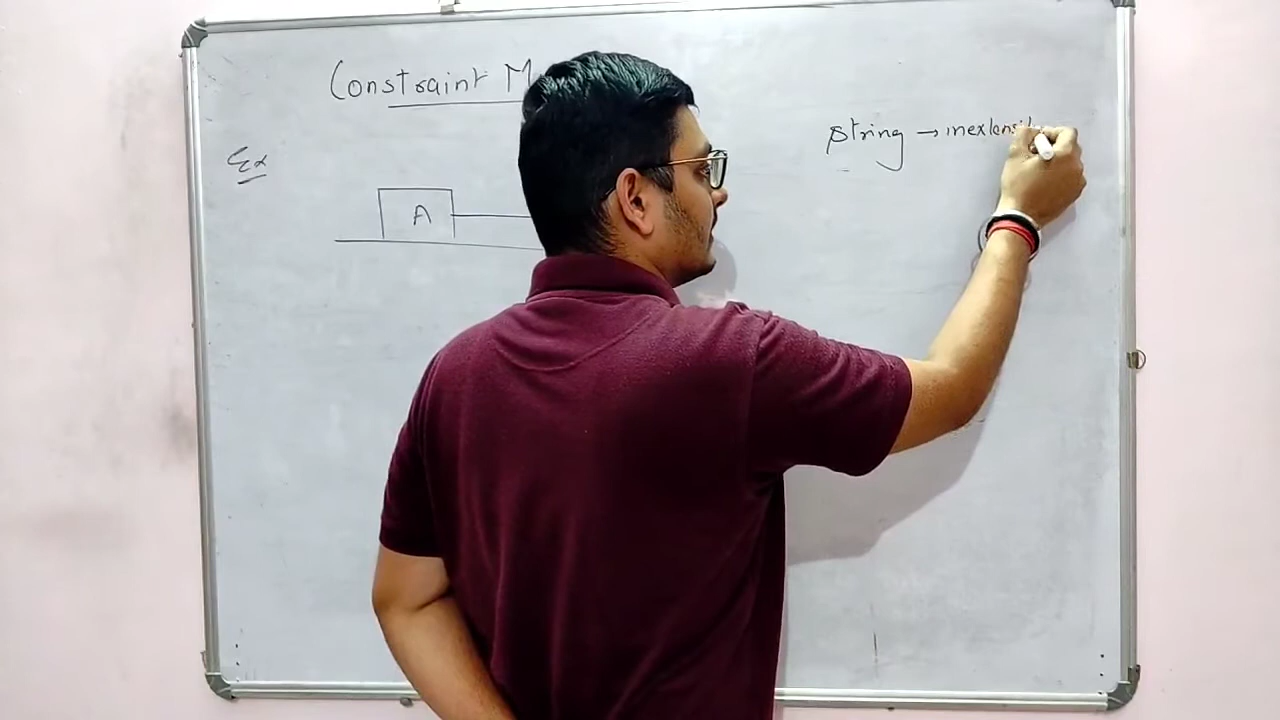 Constraint M
string → inextensi
Ex
A